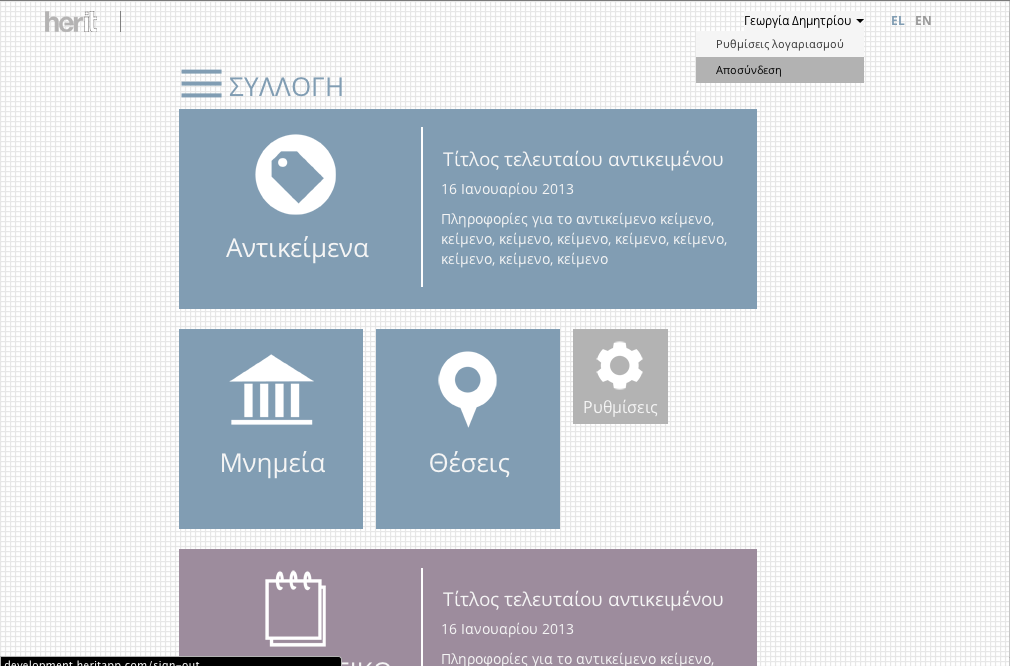 herit
Γεωργία Δημητρίου
EL EN
Ρυθμίσεις λογαριασμού
Αποσύνδεση
ΣΥΛΛΟΓΗ
Αντικείμενα
Τίτλος τελευταίου αντικειμένου
16 Ιανουαρίου 2013
Πληροφορίες για το αντικείμενο κείμενο,
κείμενο, κείμενο, κείμενο, κείμενο, κείμενο,
κείμενο, κείμενο, κείμενο
Μνημεία
Θέσεις
Ρυθμίσεις
Τίτλος τελευταίου αντικειμένου
16 Ιανουαρίου 2013
Πληροφορίες για το αντικείμενο κείμενο,
development.heritapp.com/sign-out